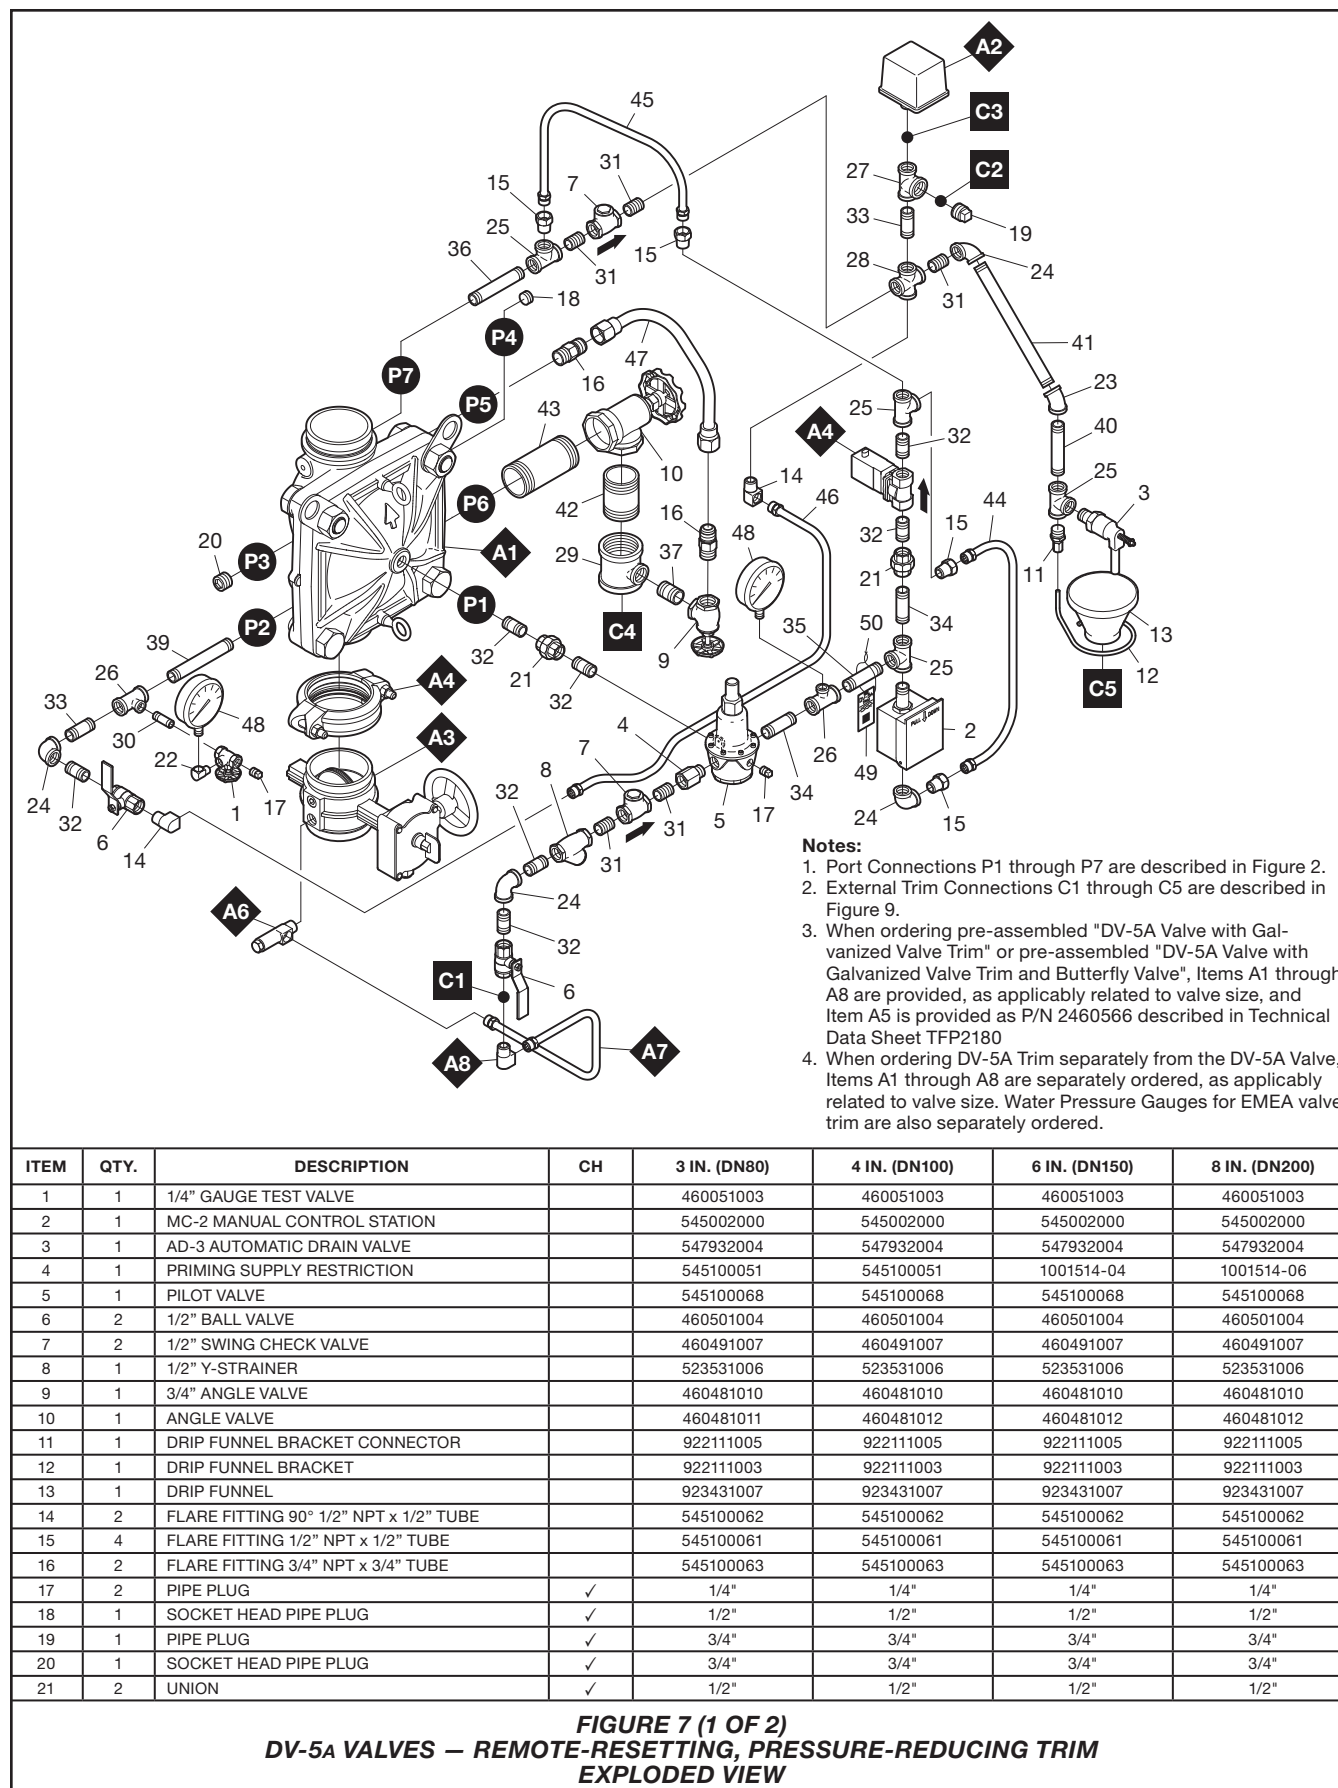 A2
45
C3
31
27
C2
7
15
33
19
25
15
28
24
36
31
31
18
P4
47
41
P7
16
23
P5
25
43
40
A4
32
10
14
25
P6
46
44
3
42
16
15
20
48
32
P3
A1
29
37
21
11
P1
C4
34
13
P2
35
50
39
32
9
25
12
26
21
C5
A4
32
33
48
4
PULL DOWN
2
30
A3
26
7
49
22
8
24
1
17
32
34
32
5
17
31
24
15
6
31
14
24
A6
32
C1
6
A7
A8
Notes:
1. Port Connections P1 through P7 are described in Figure 2.
2. External Trim Connections C1 through C5 are described in
Figure 9.
3. When ordering pre-assembled "DV-5A Valve with Gal-
vanized Valve Trim" or pre-assembled "DV-5A Valve with
Galvanized Valve Trim and Butterfly Valve", Items A1 through
A8 are provided, as applicably related to valve size, and
Item A5 is provided as P/N 2460566 described in Technical
Data Sheet TFP2180
4. When ordering DV-5A Trim separately from the DV-5A Valve,
Items A1 through A8 are separately ordered, as applicably
related to valve size. Water Pressure Gauges for EMEA valve
trim are also separately ordered.
ITEM QTY. DESCRIPTION CH 3 IN. (DN80) 4 IN. (DN100) 6 IN. (DN150) 8 IN. (DN200)
1 1 1/4” GAUGE TEST VALVE 460051003 460051003 460051003 460051003
2 1 MC-2 MANUAL CONTROL STATION 545002000 545002000 545002000 545002000
3 1 AD-3 AUTOMATIC DRAIN VALVE 547932004 547932004 547932004 547932004
4 1 PRIMING SUPPLY RESTRICTION 545100051 545100051 1001514-04 1001514-06
5 1 PILOT VALVE 545100068 545100068 545100068 545100068
6 2 1/2” BALL VALVE 460501004 460501004 460501004 460501004
7 2 1/2” SWING CHECK VALVE 460491007 460491007 460491007 460491007
8 1 1/2” Y-STRAINER 523531006 523531006 523531006 523531006
9 1 3/4” ANGLE VALVE 460481010 460481010 460481010 460481010
10 1 ANGLE VALVE 460481011 460481012 460481012 460481012
11 1 DRIP FUNNEL BRACKET CONNECTOR 922111005 922111005 922111005 922111005
12 1 DRIP FUNNEL BRACKET 922111003 922111003 922111003 922111003
13 1 DRIP FUNNEL 923431007 923431007 923431007 923431007
14 2 FLARE FITTING 90° 1/2” NPT x 1/2” TUBE 545100062 545100062 545100062 545100062
15 4 FLARE FITTING 1/2” NPT x 1/2” TUBE 545100061 545100061 545100061 545100061
16 2 FLARE FITTING 3/4” NPT x 3/4” TUBE 545100063 545100063 545100063 545100063
17 2 PIPE PLUG ✓ 1/4" 1/4" 1/4" 1/4"
18 1 SOCKET HEAD PIPE PLUG ✓ 1/2" 1/2" 1/2" 1/2"
19 1 PIPE PLUG ✓ 3/4" 3/4" 3/4" 3/4"
20 1 SOCKET HEAD PIPE PLUG ✓ 3/4" 3/4" 3/4" 3/4"
21 2 UNION ✓ 1/2" 1/2" 1/2" 1/2"
FIGURE 7 (1 OF 2)
DV-5A VALVES — REMOTE-RESETTING, PRESSURE-REDUCING TRIM
EXPLODED VIEW